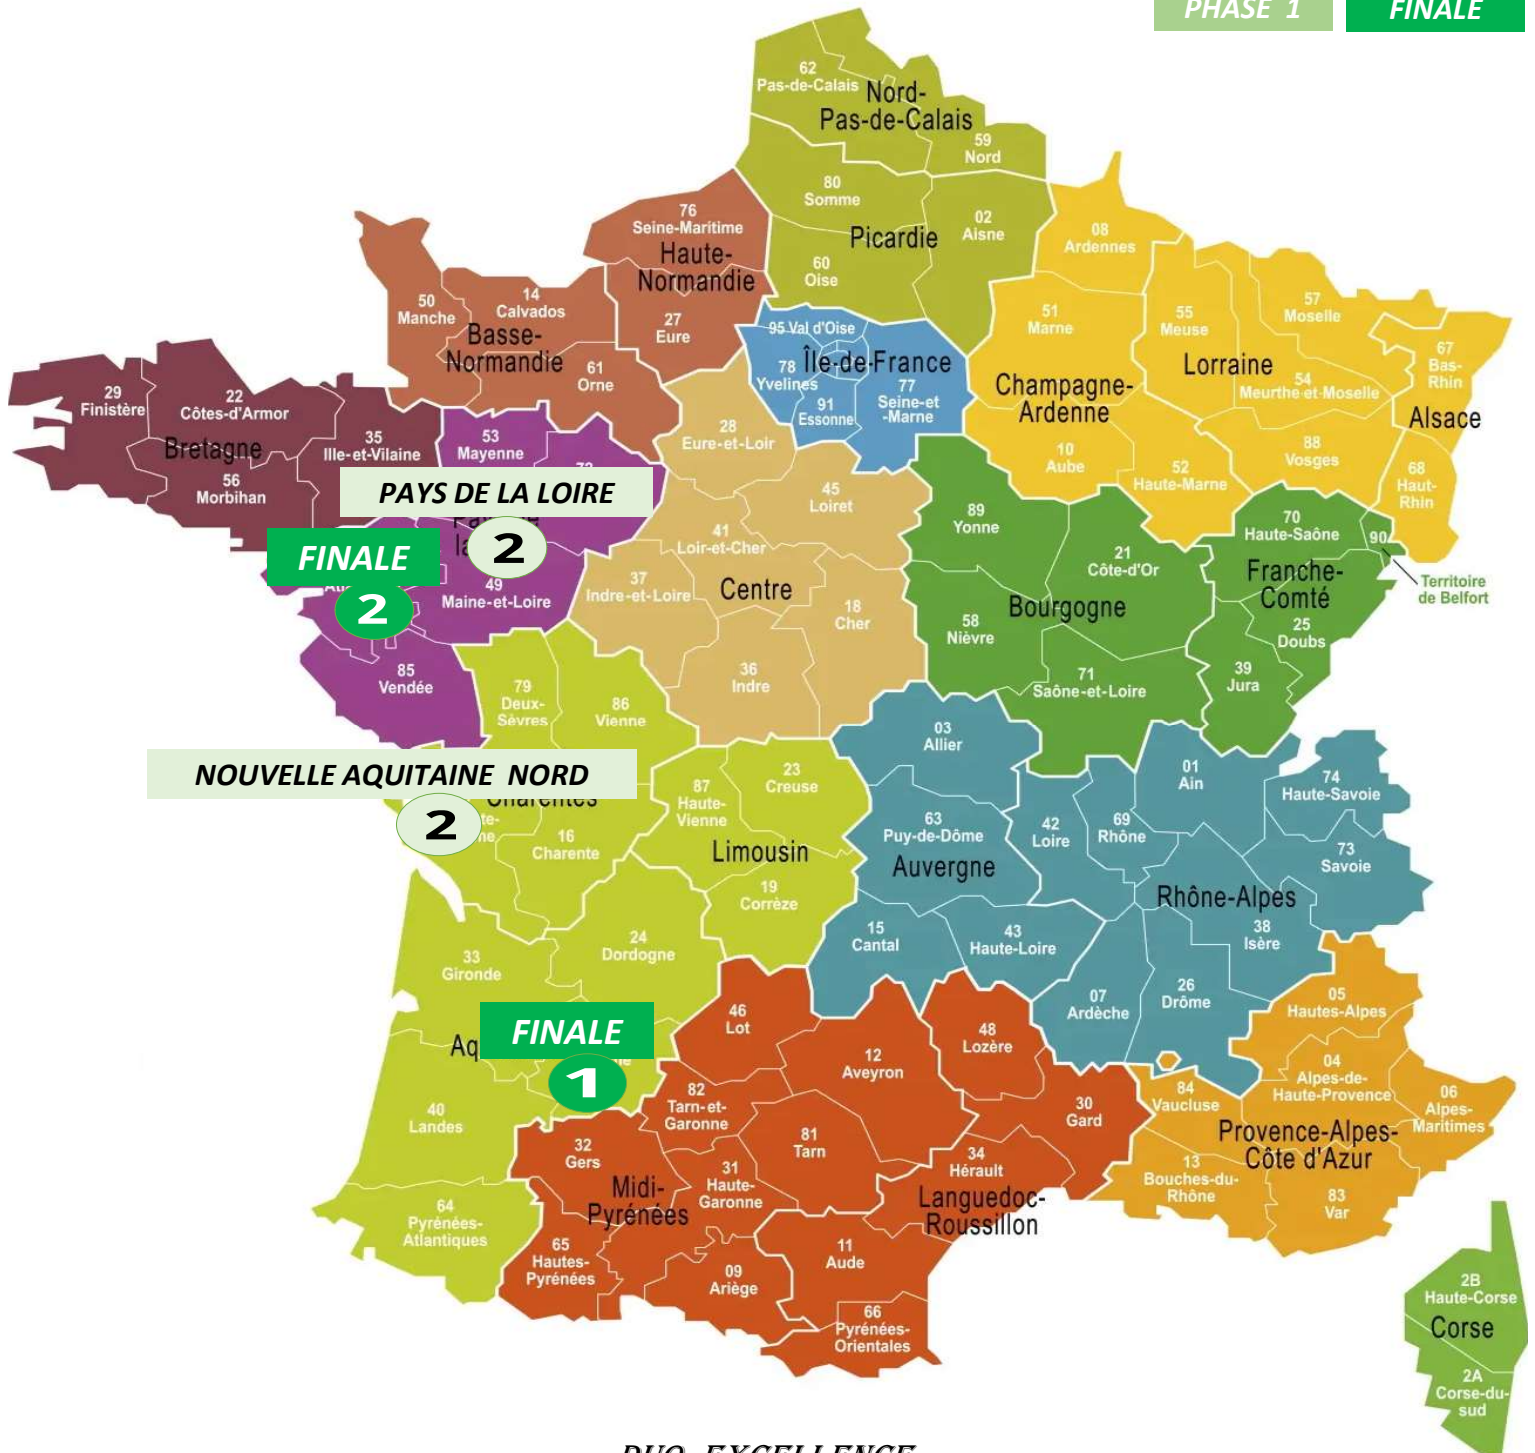 PHASE 1
FINALE
62
Pas-de-Calais
Nord-
Pas-de-Calais
59
Nord
80
Somme
76
Seine-Maritime
02
Aisne
Picardie
08
Ardennes
Haute-
Normandie
60
Oise
50
Manche
14
Calvados
27
Eure
51
Marne
55
Meuse
57
Moselle
Basse-
Normandie
95 Val d'Oise
Île-de-France
67
Bas-
Rhin
61
Orne
78
Yvelines
77
Seine-et
-Marne
91
Essonne
Champagne-
Ardenne
Lorraine
54
Meurthe-et-Moselle
Alsace
29
Finistère
22
Côtes-d'Armor
Bretagne
35
Ille-et-Vilaine
53
Mayenne
28
Eure-et-Loir
10
Aube
52
Haute-Marne
88
Vosges
68
Haut-
Rhin
56
Morbihan
72
PAYS DE LA LOIRE
2
45
Loiret
89
Yonne
70
Haute-Saône
90
41
Loir-et-Cher
21
Côte-d'Or
FINALE
2
49
Maine-et-Loire
37
Indre-et-Loire
Centre
18
Cher
Bourgogne
Franche-
Comté
Territoire
de Belfort
58
Nièvre
25
Doubs
85
Vendée
79
Deux-
Sèvres
86
Vienne
36
Indre
71
Saône-et-Loire
39
Jura
03
Allier
NOUVELLE AQUITAINE NORD
2
Charentes
87
Haute-
Vienne
23
Creuse
01
Ain
74
Haute-Savoie
16
Charente
Limousin
63
Puy-de-Dôme
Auvergne
42
Loire
69
Rhône
73
Savoie
19
Corrèze
Rhône-Alpes
15
Cantal
43
Haute-Loire
38
Isère
33
Gironde
24
Dordogne
07
Ardèche
26
Drôme
05
Hautes-Alpes
FINALE
1
46
Lot
48
Lozère
12
Aveyron
04
Alpes-de-
Haute-Provence
06
Alpes-
Maritimes
40
Landes
82
Tarn-et-
Garonne
30
Gard
84
Vaucluse
81
Tarn
Provence-Alpes-
Côte d'Azur
32
Gers
31
Haute-
Garonne
34
Hérault
13
Bouches-du-
Rhône
Midi-
Pyrénées
Languedoc-
Roussillon
83
Var
64
Pyrénées-
Atlantiques
65
Hautes-
Pyrénées
11
Aude
09
Ariège
66
Pyrénées-
Orientales
2B
Haute-Corse
Corse
2A
Corse-du-
sud
DUO EXCELLENCE